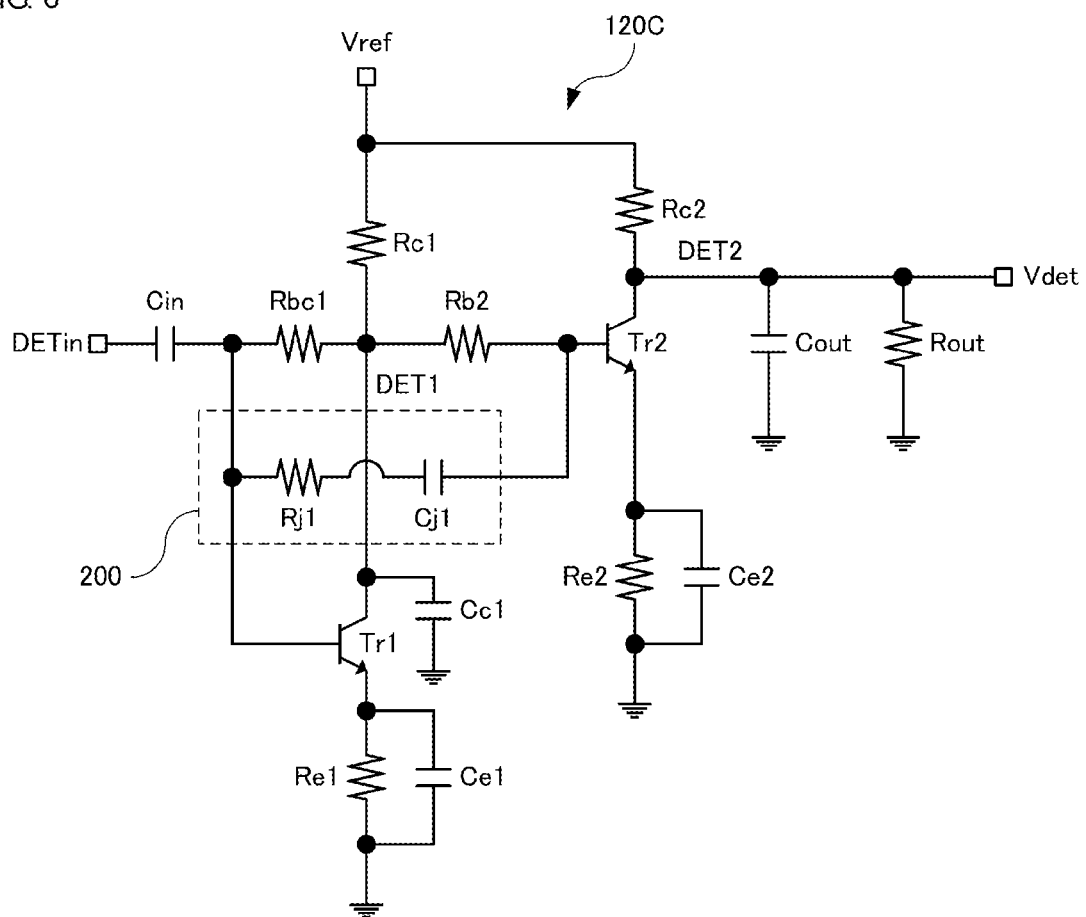 120C
Vref
Rc1
Rc2
DET2
Vdet
Cin
Rbc1
Rb2
DETin
Tr2
Cout
Rout
DET1
Rj1
Cj1
200
Re2
Ce2
Cc1
Tr1
Re1
Ce1